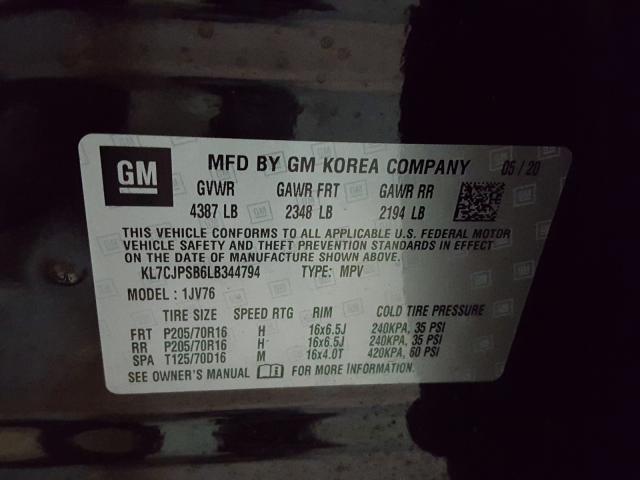 GM MFD BY GM KOREA COMPANY 05/20
GVWR GAWR FRT GAWR RR
4387 LB 2348 LB 2194 LB
THIS VEHICLE CONFORMS TO ALL APPLICABLE U.S. FEDERAL MOTOR
VEHICLE SAFETY AND THEFT PREVENTION STANDARDS IN EFFECT
ON THE DATE OF MANUFACTURE SHOWN ABOVE.
KL7CJPSB6LB344794 TYPE: MPV
MODEL : 1JV76
TIRE SIZE SPEED RTG RIM COLD TIRE PRESSURE
FRT P205/70R16 H 16x6.5J 240KPA, 35 PSI
RR P205/70R16 H 16x6.5J 240KPA, 35 PSI
SPA T125/70D16 M 16x4.0T 420KPA, 60 PSI
SEE OWNER'S MANUAL FOR MORE INFORMATION.